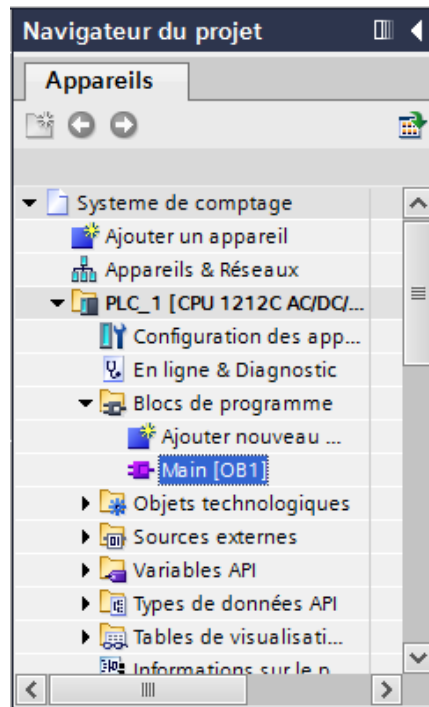 Navigateur du projet
Appareils
Systeme de comptage
Ajouter un appareil
Appareils & Réseaux
PLC_1 [CPU 1212C AC/DC/...
Configuration des app...
En ligne & Diagnostic
Blocs de programme
Ajouter nouveau ...
Main [OB1]
Objets technologiques
Sources externes
Variables API
Types de données API
Tables de visualisati...
Informations sur le p